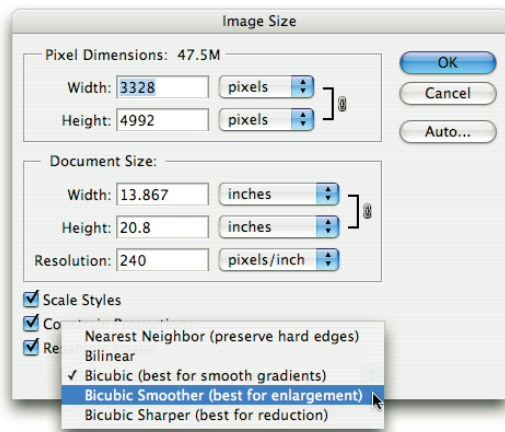 Image Size
Pixel Dimensions: 47.5M
OK
Width: 3328 pixels
Cancel
Height: 4992 pixels
Auto...
Document Size:
Width: 13.867 inches
Height: 20.8 inches
Resolution: 240 pixels/inch
Scale Styles
Nearest Neighbor (preserve hard edges)
Bilinear
✓ Bicubic (best for smooth gradients)
Bicubic Smoother (best for enlargement)
Bicubic Sharper (best for reduction)